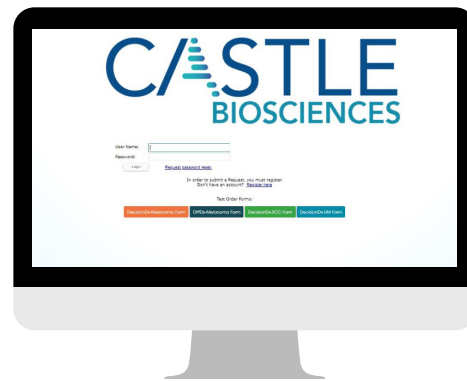 CASTLE
BIOSCIENCES
User Name:
Password:
Login Request password reset.
In order to submit a Request, you must register.
Don't have an account? Register here
Test Order Forms:
DecisionDx-Melanoma Form DiffDx-Melanoma Form DecisionDx-SCC Form DecisionDx-UM Form